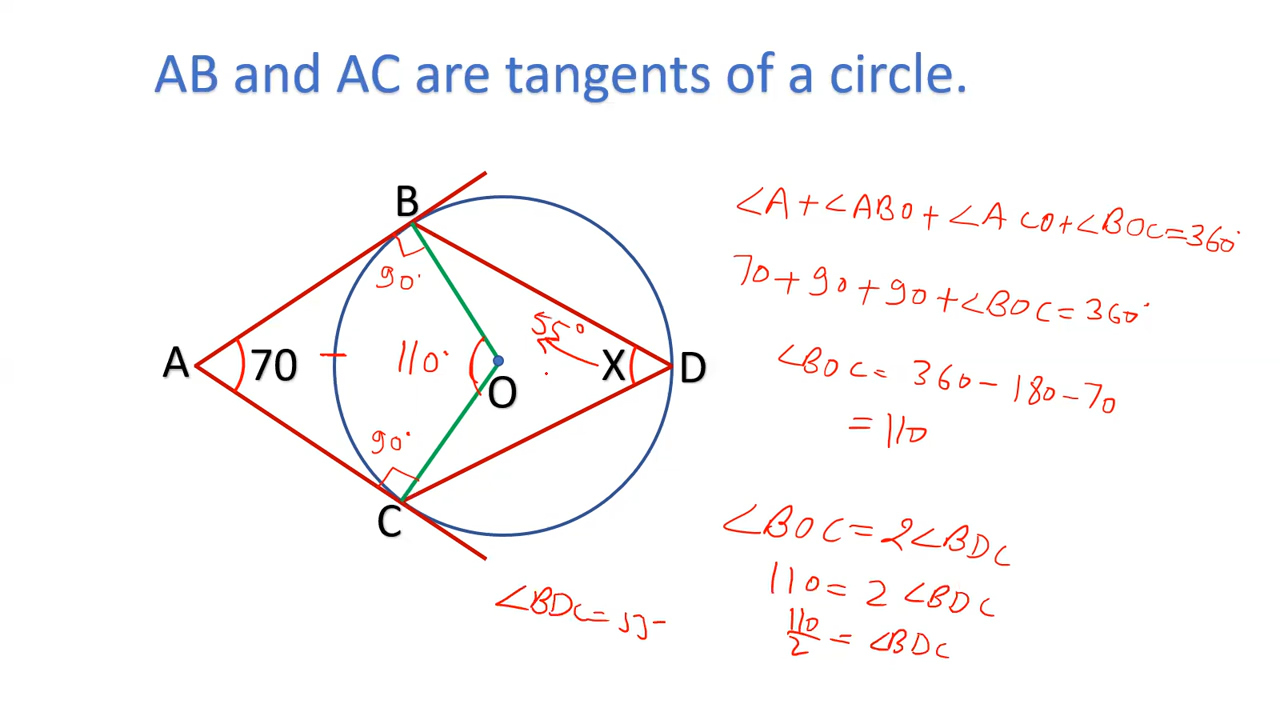 AB and AC are tangents of a circle.
B
90°
A
70
110°
O
55°
X
D
90°
C
∠A+∠ABO+∠ACO+∠BOC=360°
70+90+90+∠BOC=360°
∠BOC= 360-180-70
=110
∠BOC=2∠BDC
110=2∠BDC
110/2=∠BDC
∠BDC=55